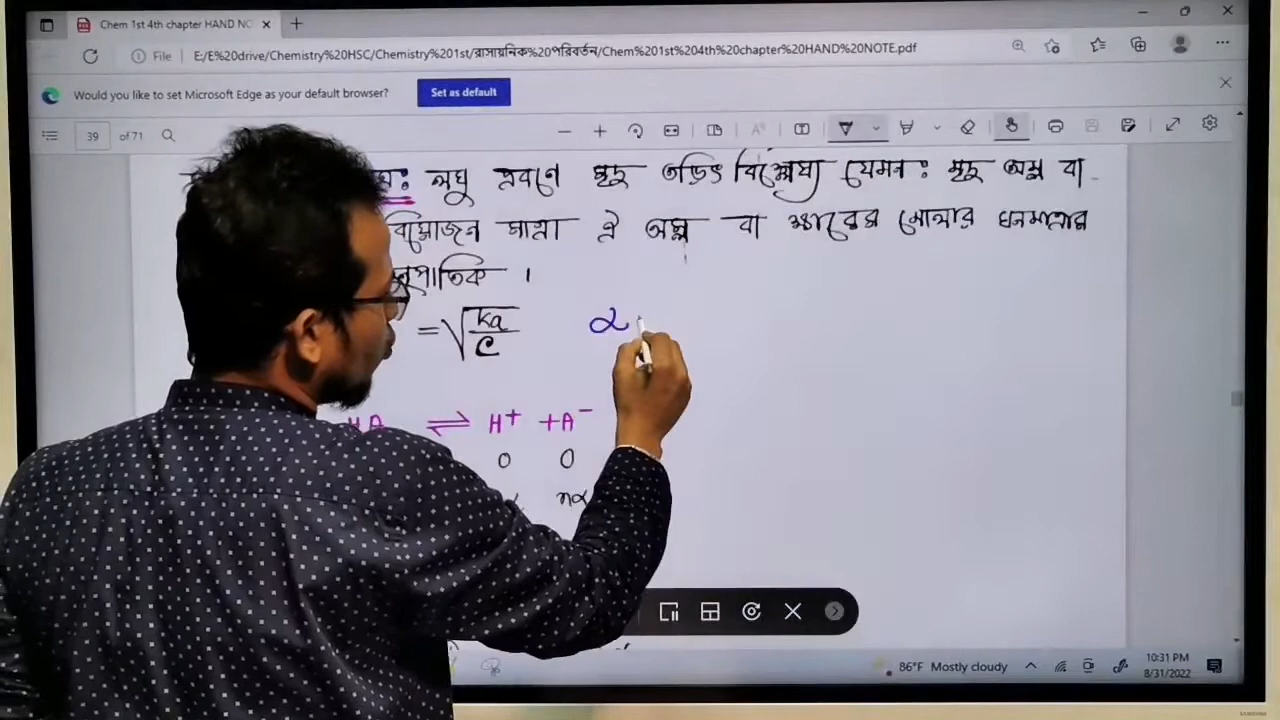 Chem 1st 4th chapter HAND NO
File E:/E%20drive/Chemistry%20HSC/Chemistry%201st/রাসায়নিক%20পরিবর্তন/Chem%201st%204th%20chapter%20HAND%20NOTE.pdf
Would you like to set Microsoft Edge as your default browser? Set as default
39 of 71
লঘু দ্রবণে মৃদু তড়িৎ বিশ্লেষ্য যেমন: মৃদু অম্ল বা
বিয়োজন মাত্রা ঐ অম্ল বা ক্ষারের মোলার ঘনমাত্রার
নুপাতিক ।
= √Ka/C α
HA ⇌ H⁺ + A⁻
0 0
nα
86°F Mostly cloudy
10:31 PM
8/31/2022